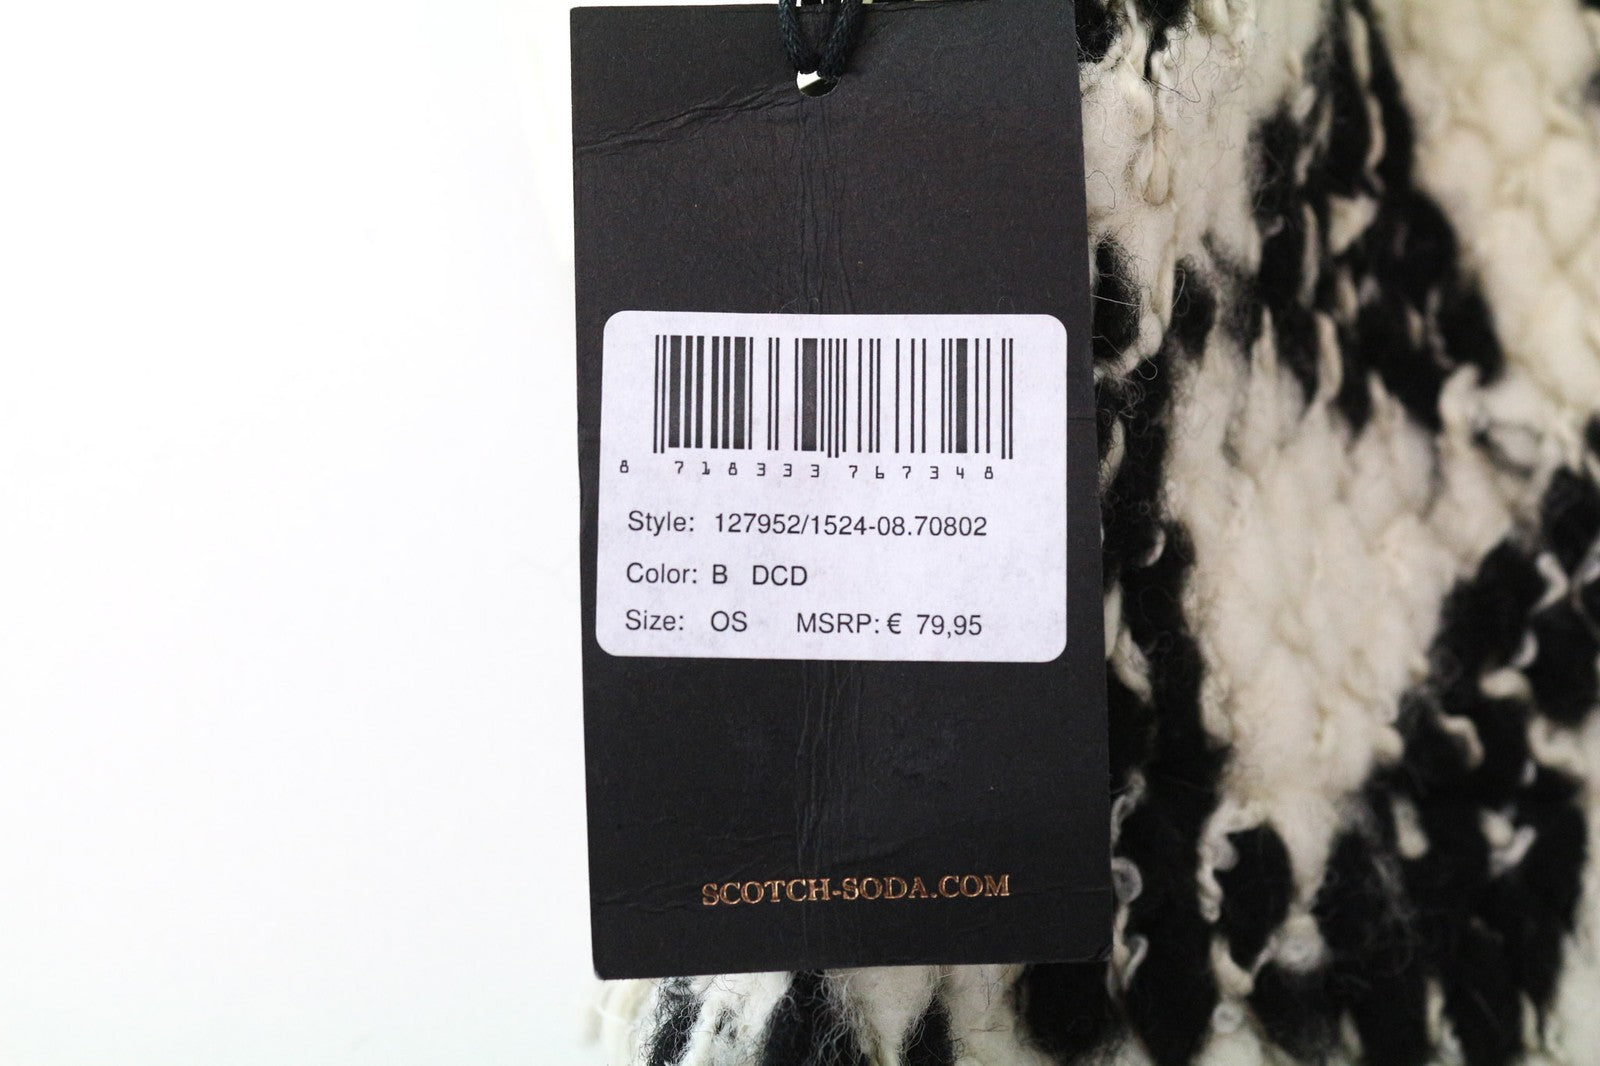 8 718333 767348
Style: 127952/1524-08.70802
Color: B DCD
Size: OS MSRP: € 79,95
SCOTCH-SODA.COM